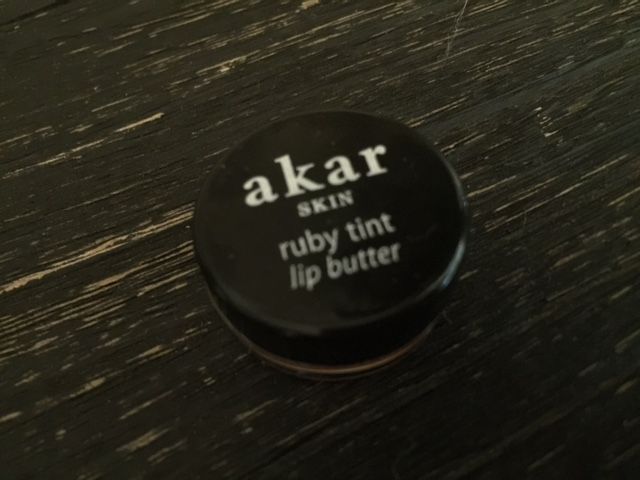 akar
SKIN
ruby tint
lip butter